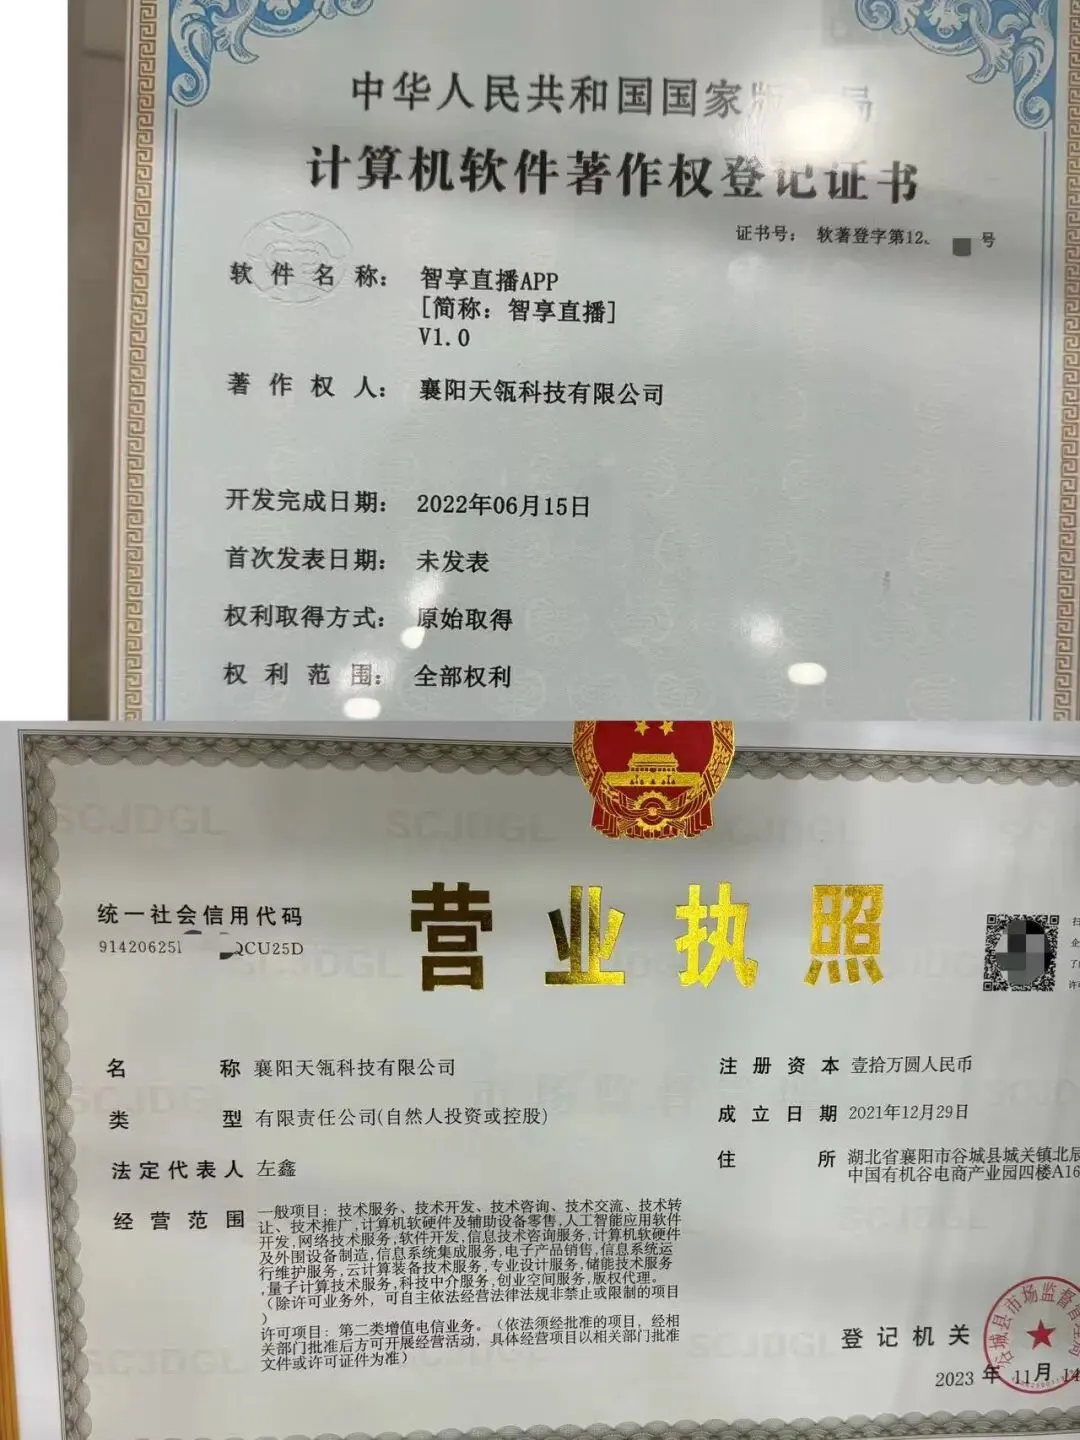 中华人民共和国国家版 局
计算机软件著作权登记证书
证书号： 软著登字第12 号
软件名称： 智享直播APP
[简称：智享直播]
V1.0
著作权人： 襄阳天瓴科技有限公司
开发完成日期： 2022年06月15日
首次发表日期： 未发表
权利取得方式： 原始取得
权利范围： 全部权利
SCJDGL SCJDGL
营业执照
统一社会信用代码
91420625 QCU25D
名称 襄阳天瓴科技有限公司
类型 有限责任公司(自然人投资或控股)
法定代表人 左鑫
经营范围 一般项目：技术服务、技术开发、技术咨询、技术交流、技术转
让、技术推广,计算机软硬件及辅助设备零售,人工智能应用软件
开发,网络技术服务,软件开发,信息技术咨询服务,计算机软硬件
及外围设备制造,信息系统集成服务,电子产品销售,信息系统运
行维护服务,云计算装备技术服务,专业设计服务,储能技术服务
,量子计算技术服务,科技中介服务,创业空间服务,版权代理。
（除许可业务外，可自主依法经营法律法规非禁止或限制的项目
）
许可项目：第二类增值电信业务。（依法须经批准的项目，经相
关部门批准后方可开展经营活动，具体经营项目以相关部门批准
文件或许可证件为准）
注册资本 壹拾万圆人民币
成立日期 2021年12月29日
住所 湖北省襄阳市谷城县城关镇北辰
中国有机谷电商产业园四楼A16
登记机关
谷城县市场监督管理局
2023 年 11 月 14